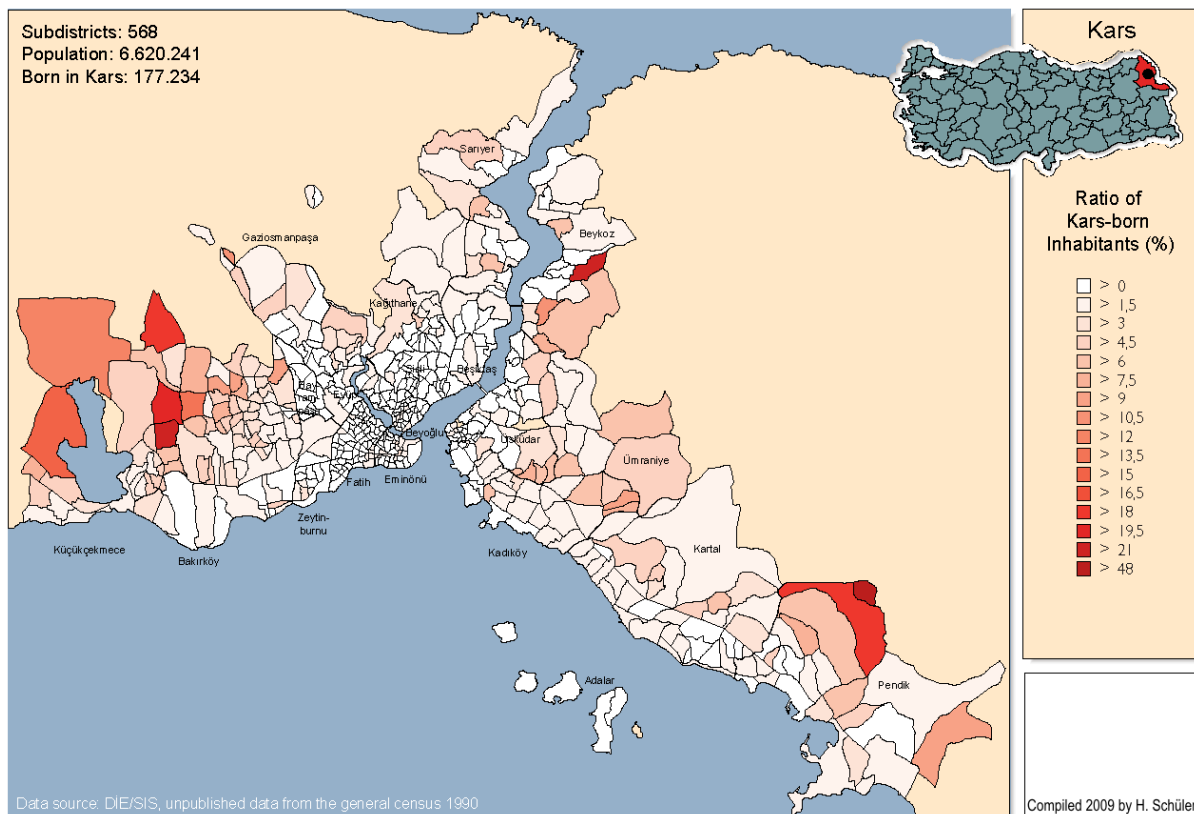 Subdistricts: 568
Population: 6.620.241
Born in Kars: 177.234
Kars
Ratio of
Kars-born
Inhabitants (%)
> 0
> 1,5
> 3
> 4,5
> 6
> 7,5
> 9
> 10,5
> 12
> 13,5
> 15
> 16,5
> 18
> 19,5
> 21
> 48
Sarıyer
Beykoz
Gaziosmanpaşa
Kağıthane
Şişli
Beşiktaş
Bay
ram-
paşa
Eyüp
Beyoğlu
Üsküdar
Ümraniye
Fatih
Eminönü
Zeytin-
burnu
Küçükçekmece
Bakırköy
Kadıköy
Kartal
Adalar
Pendik
Data source: DİE/SIS, unpublished data from the general census 1990
Compiled 2009 by H. Schüler